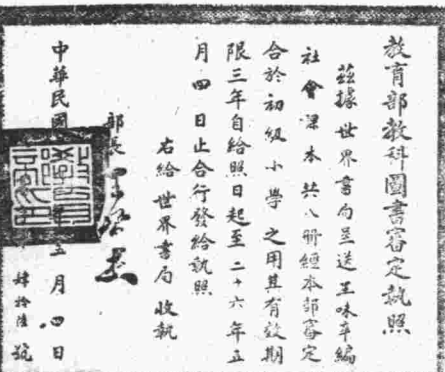 教育部教科圖書審定執照
茲據世界書局呈送王味辛編
社會課本共八冊經本部審定
合於初級小學之用其有效期
限三年自給照日起至二十六年五
月四日止合行發給執照
右給世界書局收執
部長
中華民國 五月四日
肆拾陸號